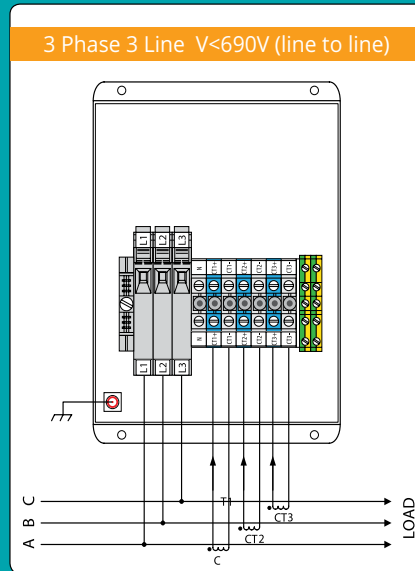 3 Phase 3 Line V<690V (line to line)
L1 L2 L3
N CT1+ CT1- CT2+ CT2- CT3+ CT3-
N CT1+ CT1- CT2+ CT2- CT3+ CT3-
L1 L2 L3
C
T1
CT3
B
CT2
A
C
LOAD